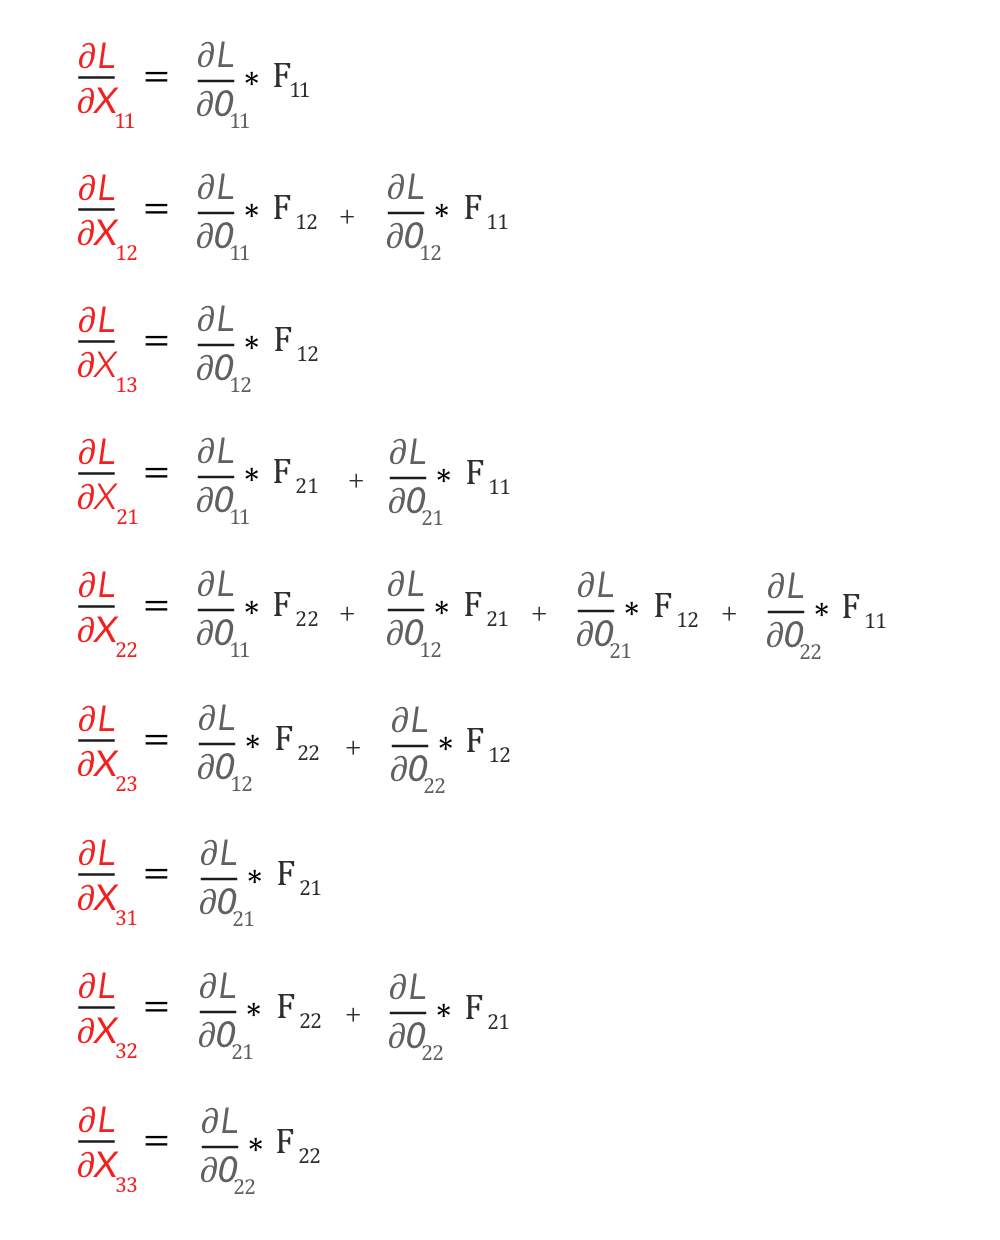 ∂L/∂X₁₁ = ∂L/∂O₁₁ * F₁₁
∂L/∂X₁₂ = ∂L/∂O₁₁ * F₁₂ + ∂L/∂O₁₂ * F₁₁
∂L/∂X₁₃ = ∂L/∂O₁₂ * F₁₂
∂L/∂X₂₁ = ∂L/∂O₁₁ * F₂₁ + ∂L/∂O₂₁ * F₁₁
∂L/∂X₂₂ = ∂L/∂O₁₁ * F₂₂ + ∂L/∂O₁₂ * F₂₁ + ∂L/∂O₂₁ * F₁₂ + ∂L/∂O₂₂ * F₁₁
∂L/∂X₂₃ = ∂L/∂O₁₂ * F₂₂ + ∂L/∂O₂₂ * F₁₂
∂L/∂X₃₁ = ∂L/∂O₂₁ * F₂₁
∂L/∂X₃₂ = ∂L/∂O₂₁ * F₂₂ + ∂L/∂O₂₂ * F₂₁
∂L/∂X₃₃ = ∂L/∂O₂₂ * F₂₂